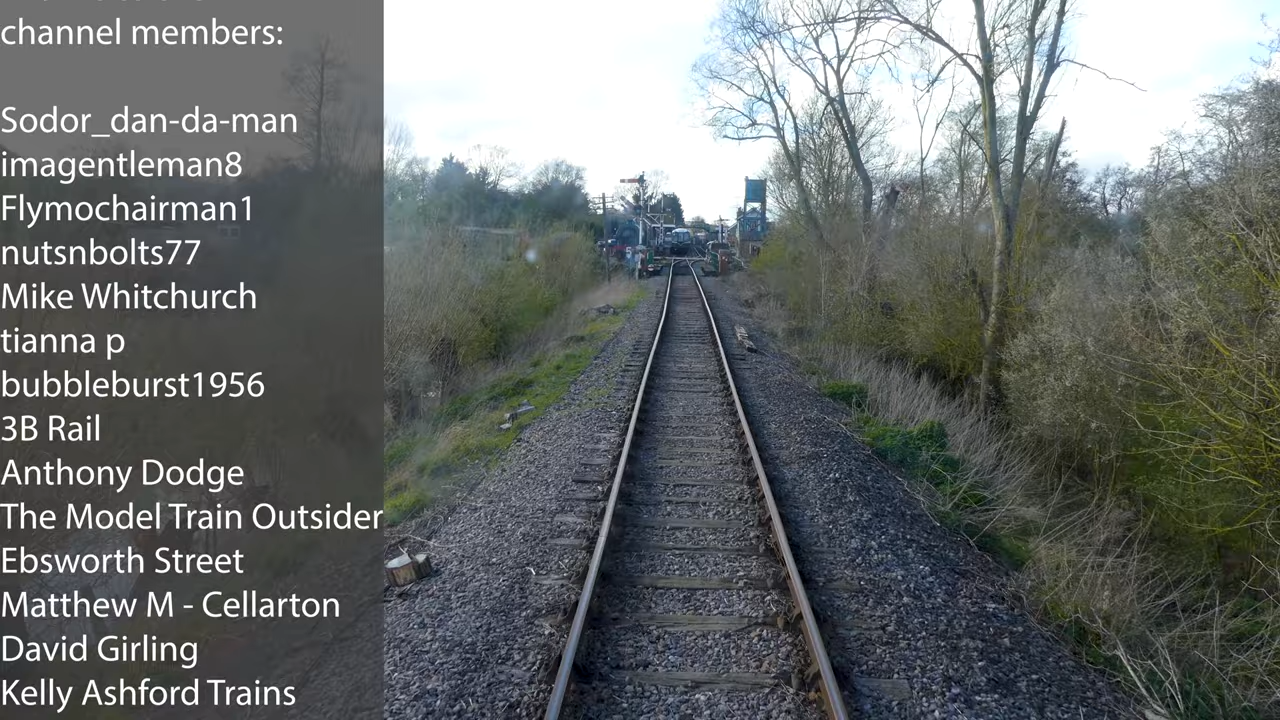 channel members:
Sodor_dan-da-man
imagentleman8
Flymochairman1
nutsnbolts77
Mike Whitchurch
tianna p
bubbleburst1956
3B Rail
Anthony Dodge
The Model Train Outsider
Ebsworth Street
Matthew M - Cellarton
David Girling
Kelly Ashford Trains